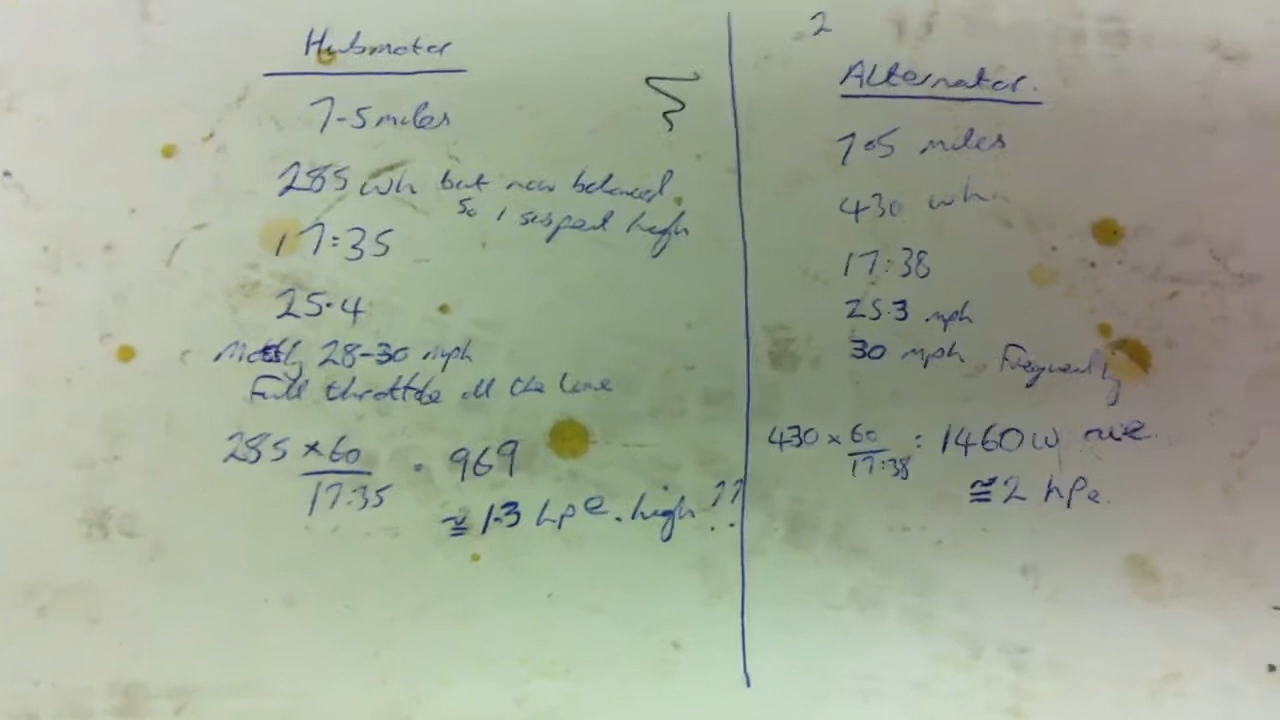 Hubmotor
7.5 miles
285 wh but now balanced
So I suspect high
17:35
25.4
Mostly 28-30 mph
Full throttle all the time
285 × 60
17:35
= 969
≅ 1.3 hp e. high??
2
Alternator.
7.5 miles
430 wh
17:38
25.3 mph
30 mph Frequently
430 × 60
17:38
= 1460 w
≅ 2 hp e.